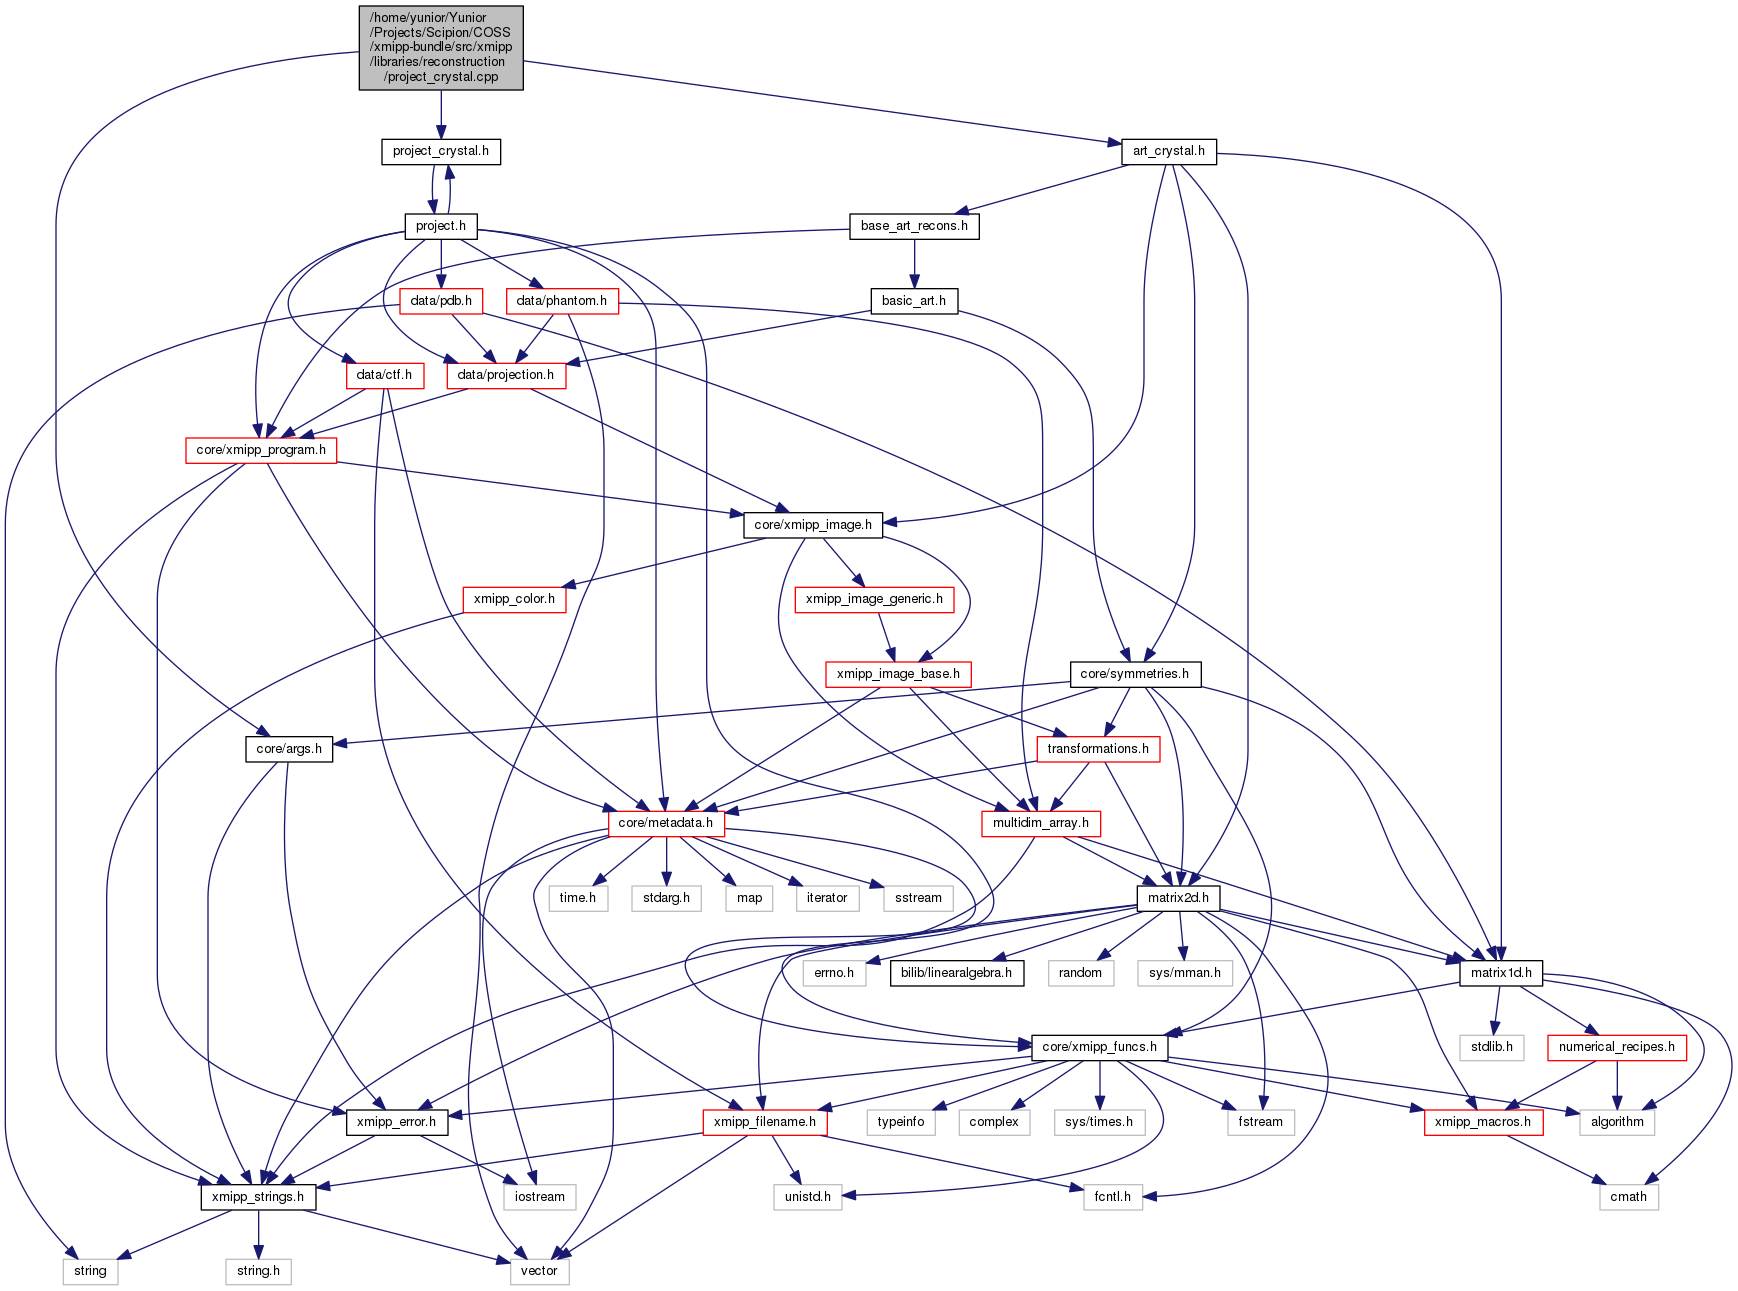 /home/yunior/Yunior
/Projects/Scipion/COSS
/xmipp-bundle/src/xmipp
/libraries/reconstruction
/project_crystal.cpp
project_crystal.h
art_crystal.h
project.h
base_art_recons.h
data/pdb.h
data/phantom.h
basic_art.h
data/ctf.h
data/projection.h
core/xmipp_program.h
core/xmipp_image.h
xmipp_color.h
xmipp_image_generic.h
xmipp_image_base.h
core/symmetries.h
core/args.h
transformations.h
core/metadata.h
multidim_array.h
time.h
stdarg.h
map
iterator
sstream
matrix2d.h
errno.h
bilib/linearalgebra.h
random
sys/mman.h
matrix1d.h
core/xmipp_funcs.h
stdlib.h
numerical_recipes.h
xmipp_error.h
xmipp_filename.h
typeinfo
complex
sys/times.h
fstream
xmipp_macros.h
algorithm
xmipp_strings.h
iostream
unistd.h
fcntl.h
cmath
string
string.h
vector